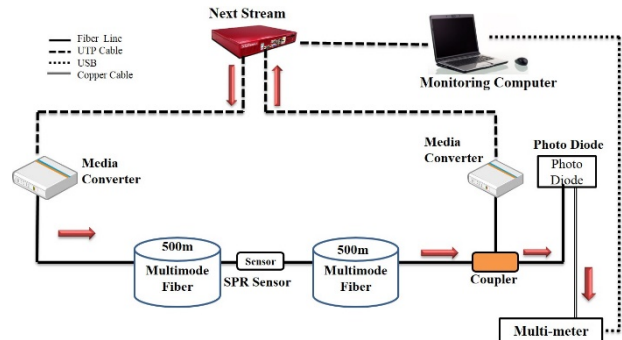 Next Stream
Fiber Line
UTP Cable
USB
Copper Cable
Monitoring Computer
Media
Converter
Media
Converter
Photo Diode
Photo
Diode
500m
Multimode
Fiber
Sensor
SPR Sensor
500m
Multimode
Fiber
Coupler
Multi-meter